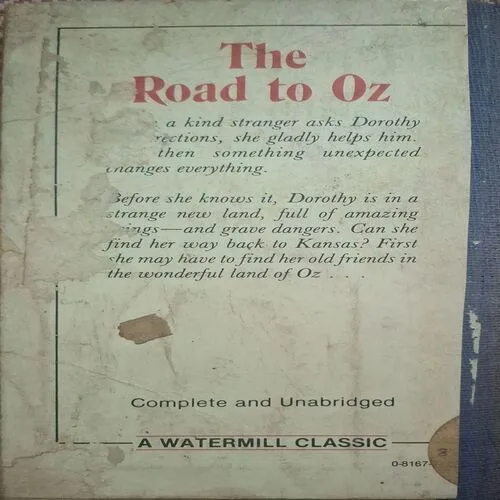 The
Road to Oz
a kind stranger asks Dorothy
rections, she gladly helps him.
then something unexpected
changes everything.
Before she knows it, Dorothy is in a
strange new land, full of amazing
ings—and grave dangers. Can she
find her way back to Kansas? First
she may have to find her old friends in
the wonderful land of Oz . . .
Complete and Unabridged
A WATERMILL CLASSIC
0-8167-